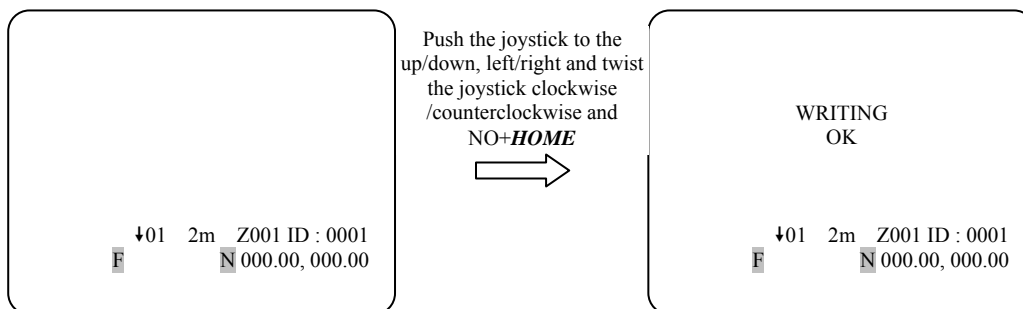 Push the joystick to the
up/down, left/right and twist
the joystick clockwise
/counterclockwise and
NO+HOME
↓01 2m Z001 ID : 0001
F N 000.00, 000.00
WRITING
OK
↓01 2m Z001 ID : 0001
F N 000.00, 000.00